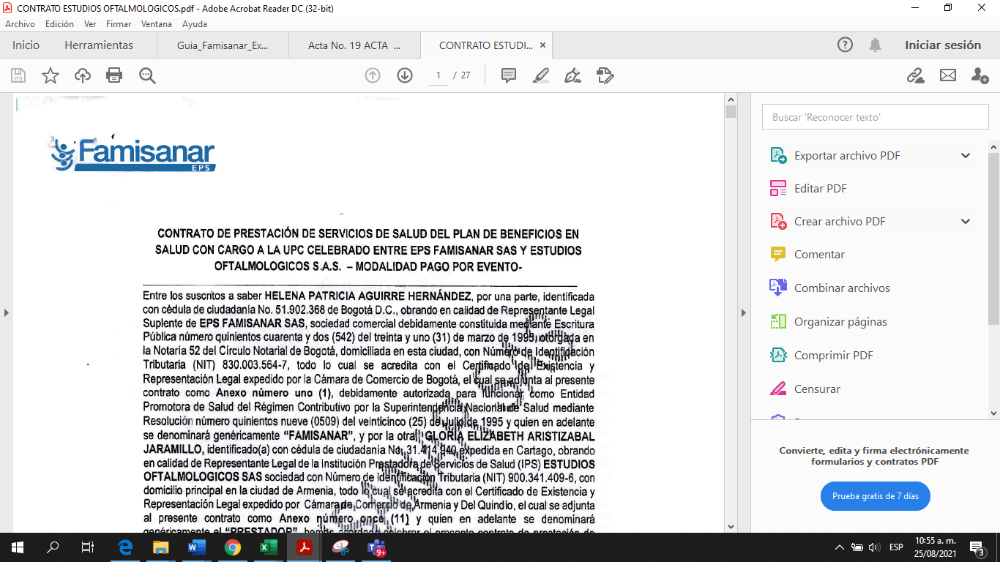 CONTRATO ESTUDIOS OFTALMOLOGICOS.pdf - Adobe Acrobat Reader DC (32-bit)
Archivo Edición Ver Firmar Ventana Ayuda
Inicio Herramientas Guia_Famisanar_Ex... Acta No. 19 ACTA ... CONTRATO ESTUDI... Iniciar sesión
1 / 27
Buscar 'Reconocer texto'
Exportar archivo PDF
Editar PDF
Crear archivo PDF
Comentar
Combinar archivos
Organizar páginas
Comprimir PDF
Censurar
Convierte, edita y firma electrónicamente
formularios y contratos PDF
Prueba gratis de 7 días
Famisanar
EPS
CONTRATO DE PRESTACIÓN DE SERVICIOS DE SALUD DEL PLAN DE BENEFICIOS EN
SALUD CON CARGO A LA UPC CELEBRADO ENTRE EPS FAMISANAR SAS Y ESTUDIOS
OFTALMOLOGICOS S.A.S. – MODALIDAD PAGO POR EVENTO-
Entre los suscritos a saber HELENA PATRICIA AGUIRRE HERNÁNDEZ, por una parte, identificada
con cédula de ciudadanía No. 51.902.368 de Bogotá D.C., obrando en calidad de Representante Legal
Suplente de EPS FAMISANAR SAS, sociedad comercial debidamente constituida mediante Escritura
Pública número quinientos cuarenta y dos (542) del treinta y uno (31) de marzo de 1995, otorgada en
la Notaría 52 del Círculo Notarial de Bogotá, domiciliada en esta ciudad, con Número de Identificación
Tributaria (NIT) 830.003.564-7, todo lo cual se acredita con el Certificado de Existencia y
Representación Legal expedido por la Cámara de Comercio de Bogotá, el cual se adjunta al presente
contrato como Anexo número uno (1), debidamente autorizada para funcionar como Entidad
Promotora de Salud del Régimen Contributivo por la Superintendencia Nacional de Salud mediante
Resolución número quinientos nueve (0509) del veinticinco (25) de Julio de 1995 y quien en adelante
se denominará genéricamente "FAMISANAR", y por la otra, GLORIA ELIZABETH ARISTIZABAL
JARAMILLO, identificado(a) con cédula de ciudadanía No. 31.414.940 expedida en Cartago, obrando
en calidad de Representante Legal de la Institución Prestadora de Servicios de Salud (IPS) ESTUDIOS
OFTALMOLOGICOS SAS sociedad con Número de Identificación Tributaria (NIT) 900.341.409-6, con
domicilio principal en la ciudad de Armenia, todo lo cual se acredita con el Certificado de Existencia y
Representación Legal expedido por Cámara de Comercio de Armenia y Del Quindío, el cual se adjunta
al presente contrato como Anexo número once (11) y quien en adelante se denominará
genéricamente el "PRESTADOR", hemos acordado celebrar el presente contrato de prestación de
ESP
10:55 a. m.
25/08/2021
9+
3